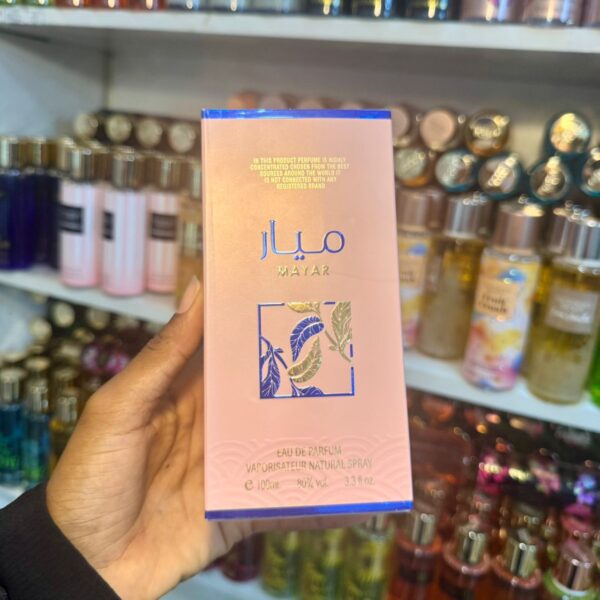 IN THIS PRODUCT PERFUME IS HIGHLY
CONCENTRATED CHOSEN FROM THE BEST
SOURCES AROUND THE WORLD IT
IS NOT CONNECTED WITH ANY
REGISTERED BRAND
ميار
MAYAR
EAU DE PARFUM
VAPORISATEUR NATURAL SPRAY
e 100ml. 80% vol. 3.3 fl.oz.